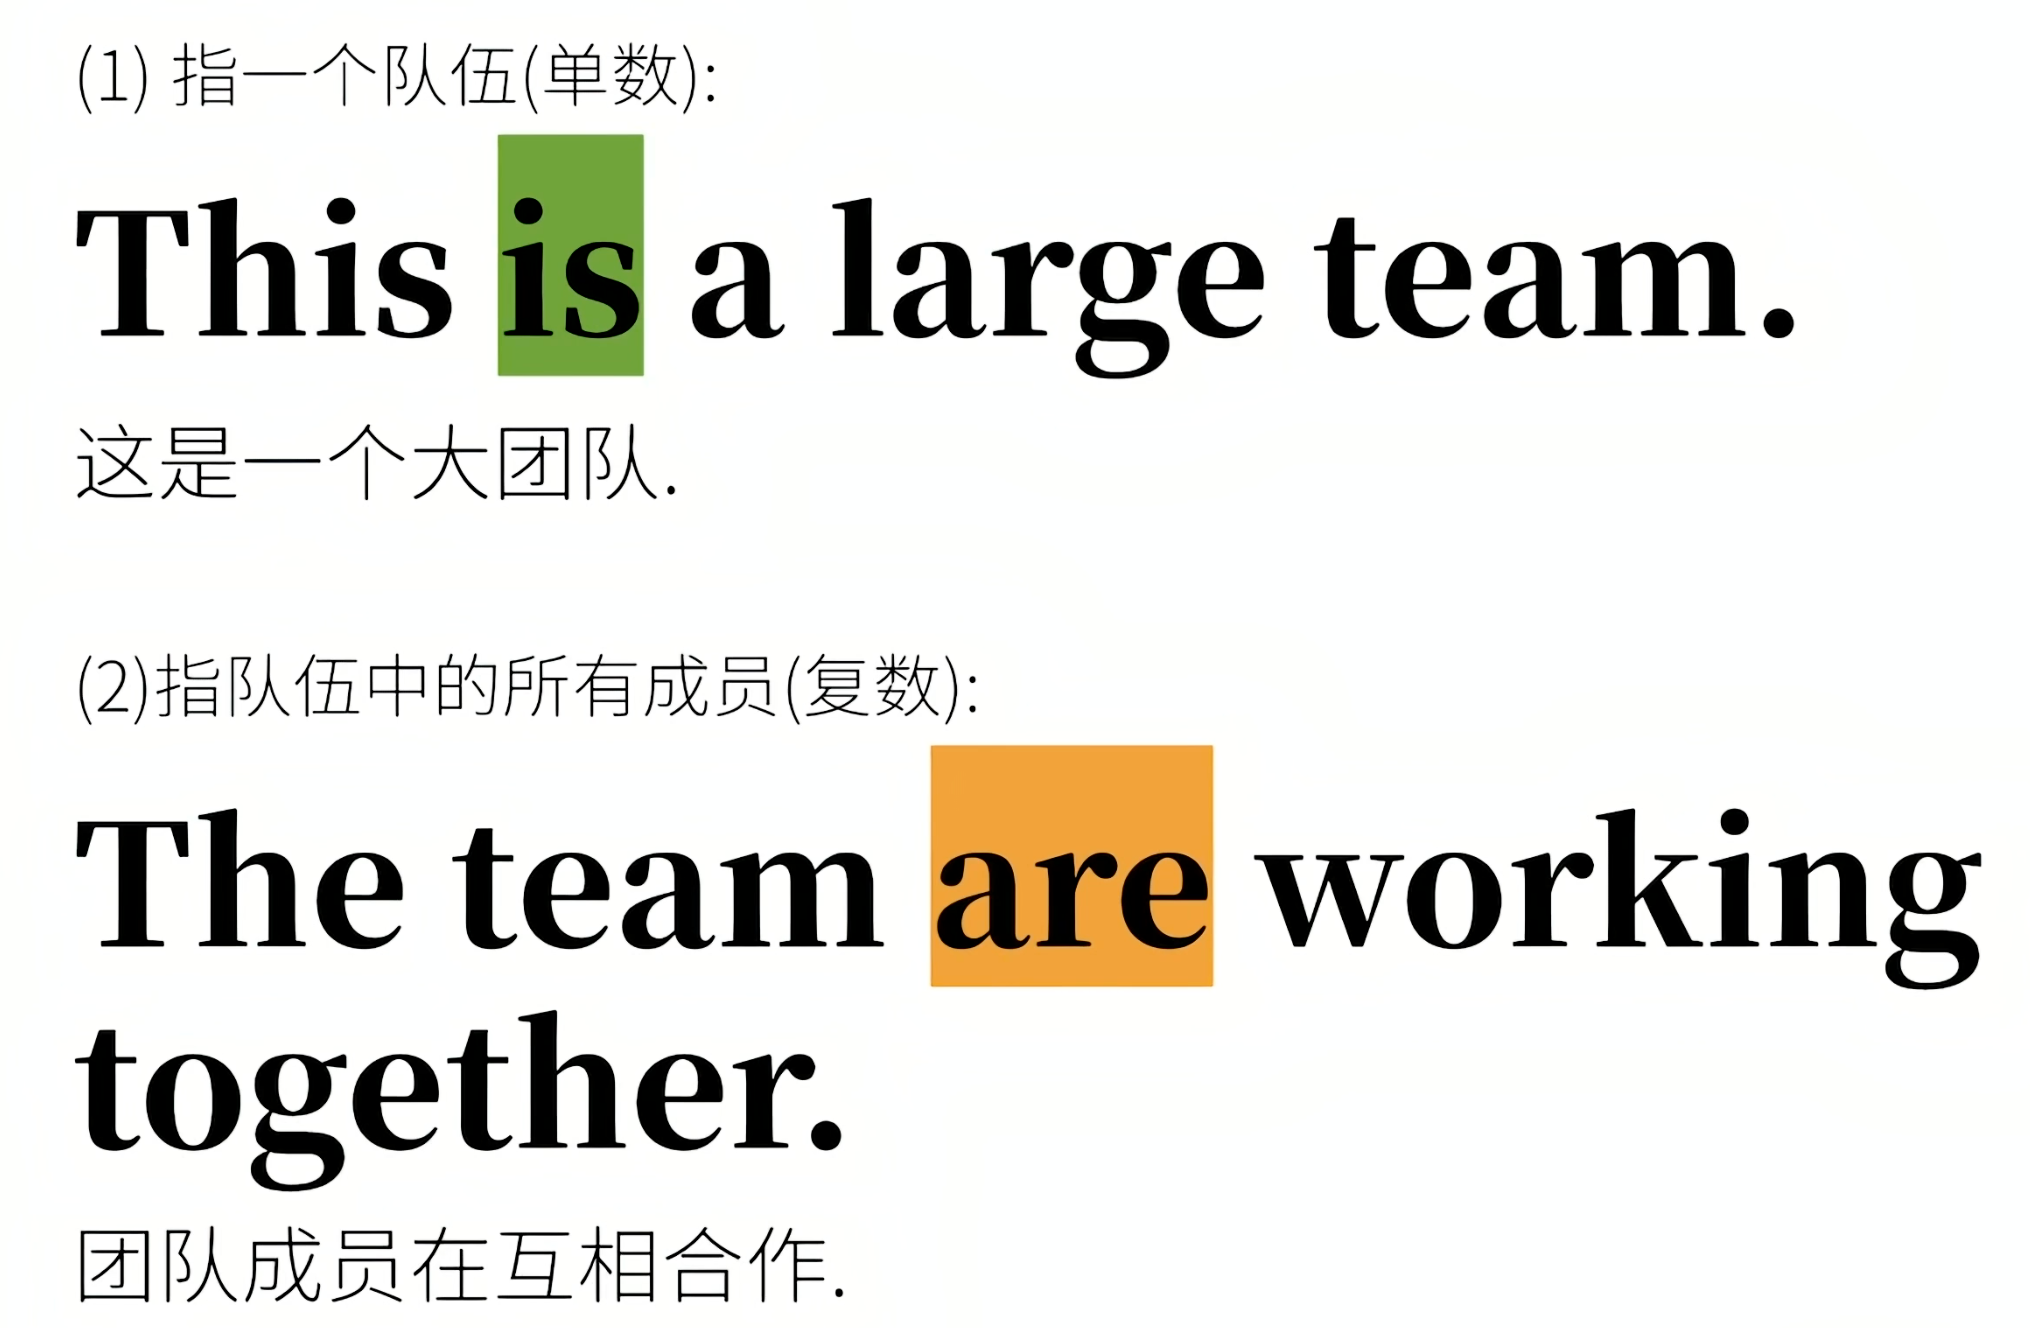 (1) 指一个队伍(单数):
This is a large team.
这是一个大团队.
(2)指队伍中的所有成员(复数):
The team are working
together.
团队成员在互相合作.